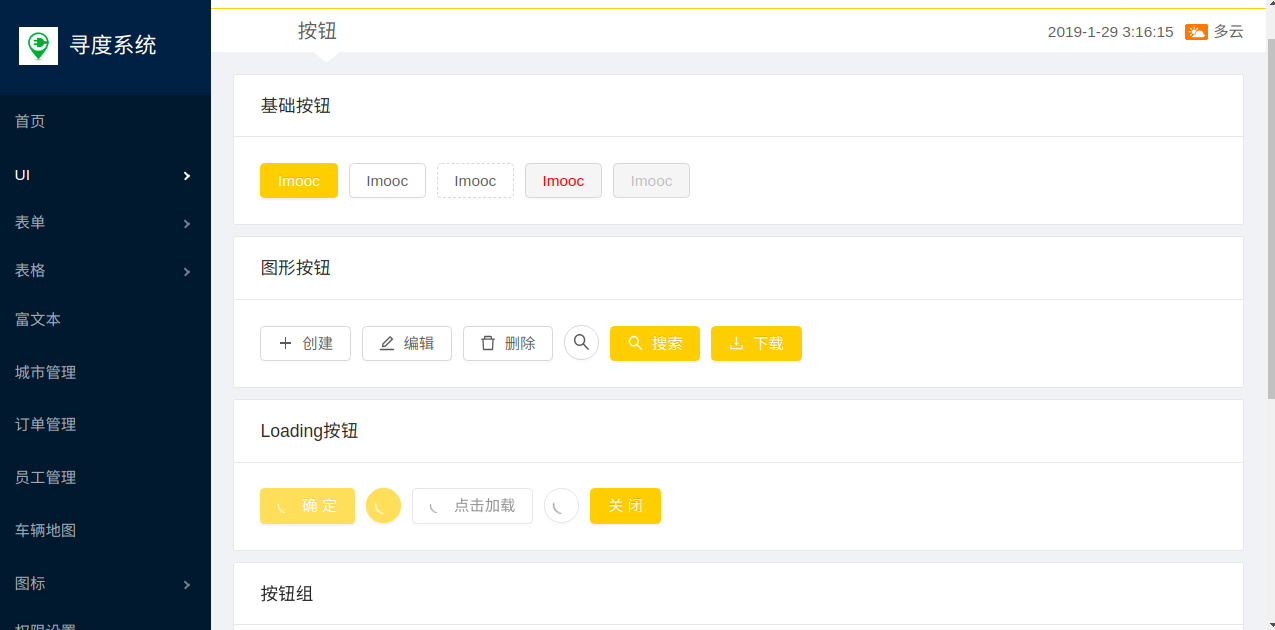 寻度系统
首页
UI
表单
表格
富文本
城市管理
订单管理
员工管理
车辆地图
图标
权限设置
按钮
2019-1-29 3:16:15 多云
基础按钮
Imooc Imooc Imooc Imooc Imooc
图形按钮
创建 编辑 删除 搜索 下载
Loading按钮
确 定 点击加载 关 闭
按钮组